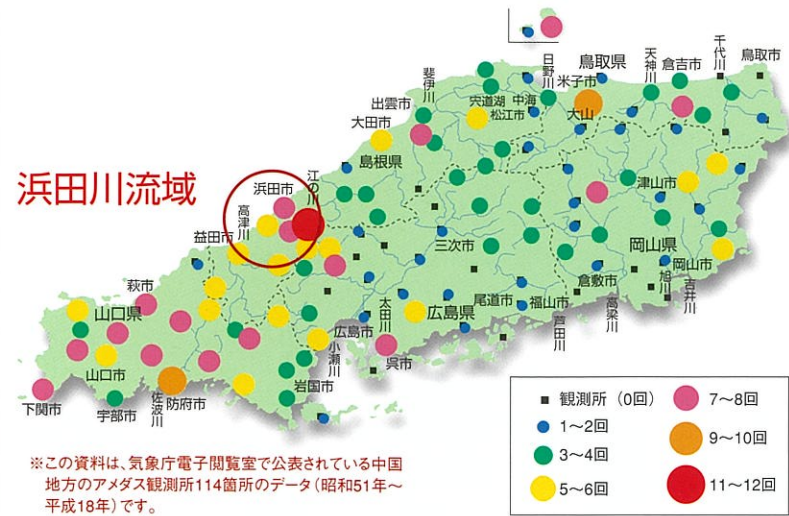 千代川
鳥取市
日野川
鳥取県
天神川
倉吉市
米子市
斐伊川
宍道湖
中海
松江市
大山
出雲市
大田市
島根県
浜田川流域
浜田市
江の川
高津川
津山市
益田市
三次市
岡山県
岡山市
萩市
倉敷市
旭川
吉井川
山口県
太田川
広島県
尾道市
福山市
高梁川
芦田川
広島市
小瀬川
呉市
山口市
岩国市
下関市
宇部市
佐波川
防府市
観測所(0回)
1〜2回
3〜4回
5〜6回
7〜8回
9〜10回
11〜12回
※この資料は、気象庁電子閲覧室で公表されている中国
地方のアメダス観測所114箇所のデータ(昭和51年〜
平成18年)です。